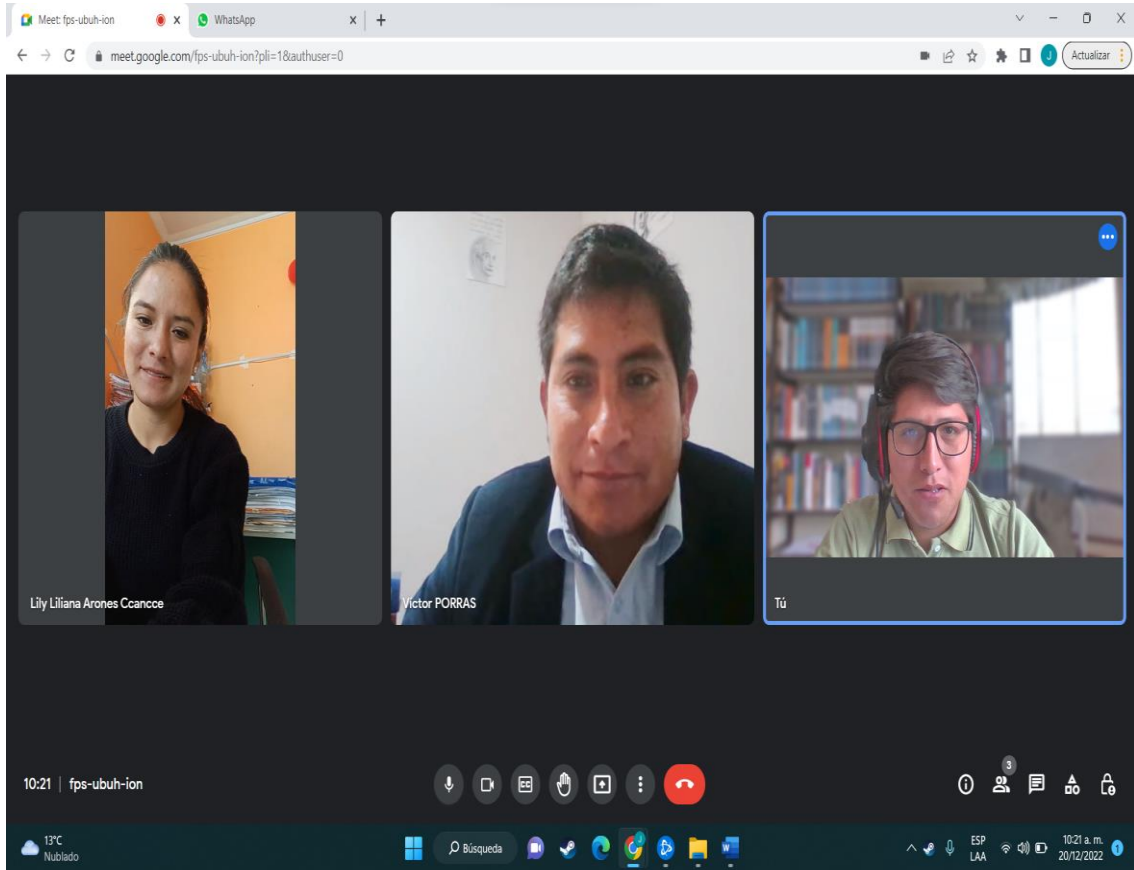 Meet: fps-ubuh-ion
WhatsApp
meet.google.com/fps-ubuh-ion?pli=1&authuser=0
J
Actualizar
Lily Liliana Arones Ccancce
Victor PORRAS
Tú
10:21 | fps-ubuh-ion
CC
3
13°C
Nublado
Búsqueda
W
ESP
LAA
10:21 a. m.
20/12/2022
1